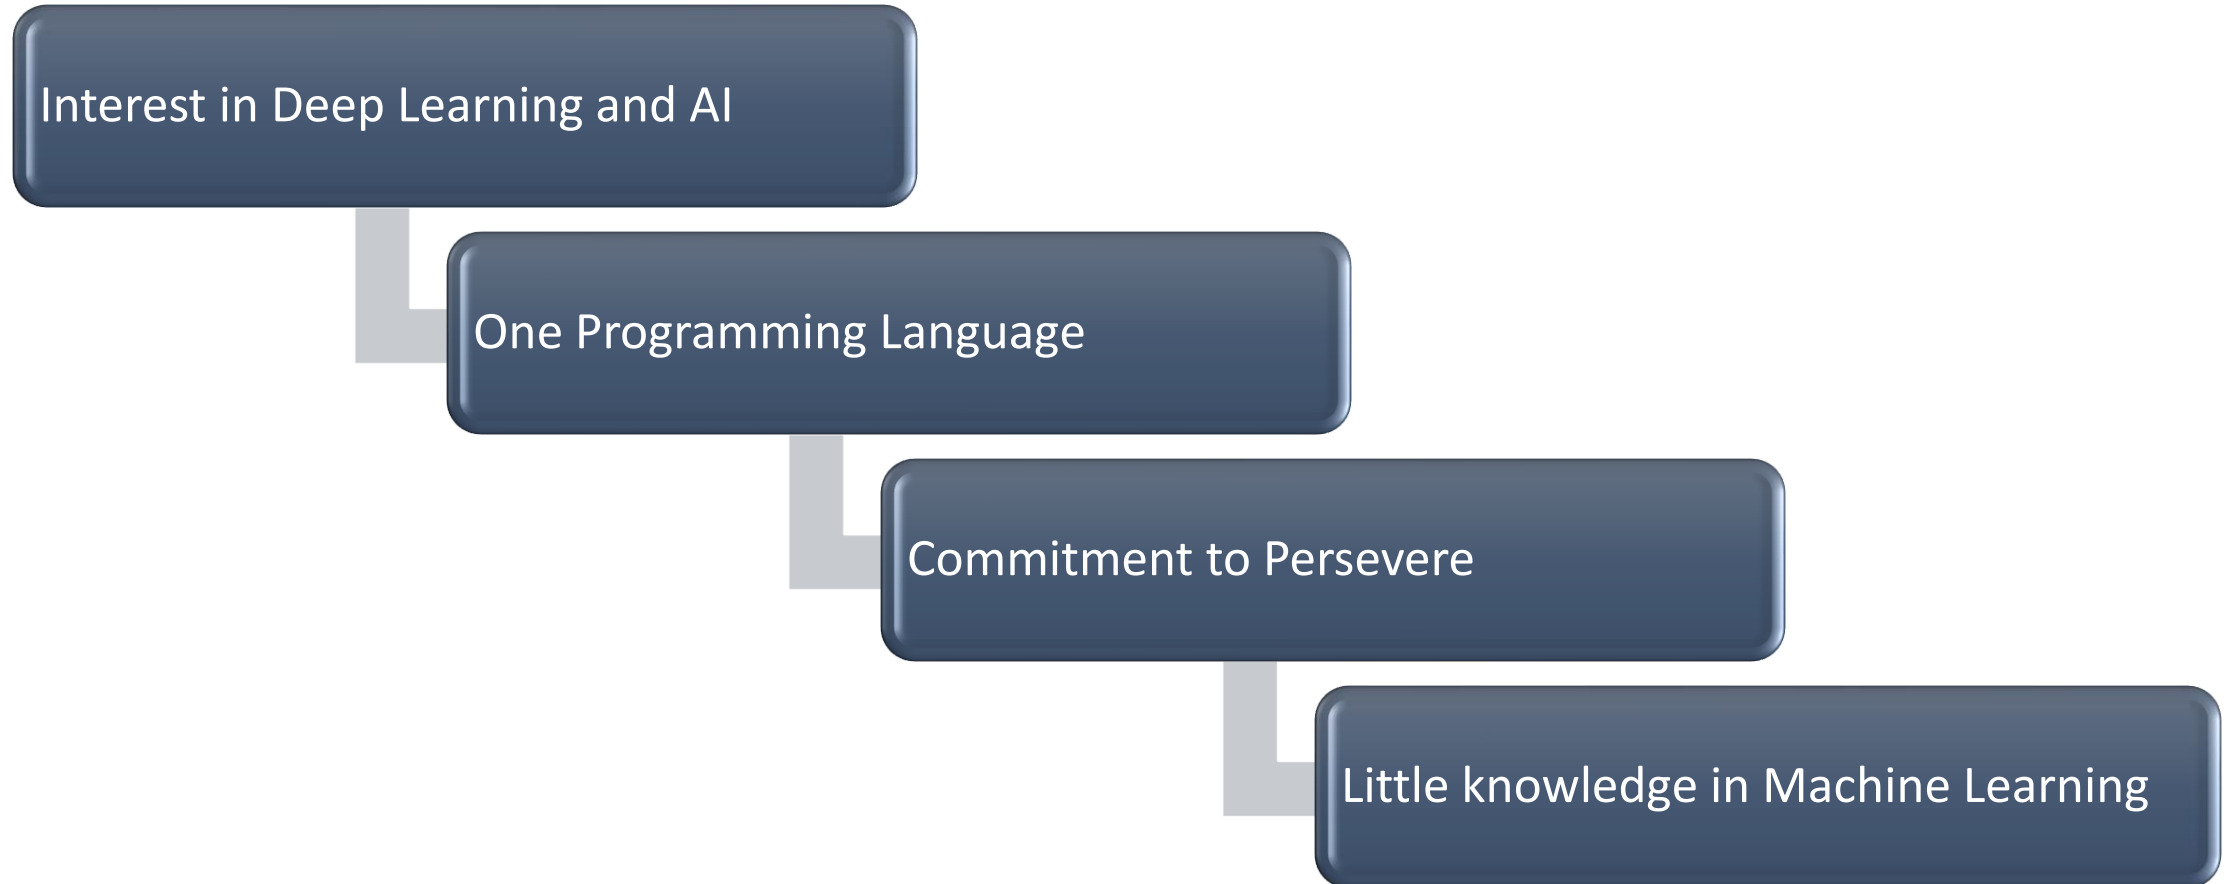 Interest in Deep Learning and AI
One Programming Language
Commitment to Persevere
Little knowledge in Machine Learning